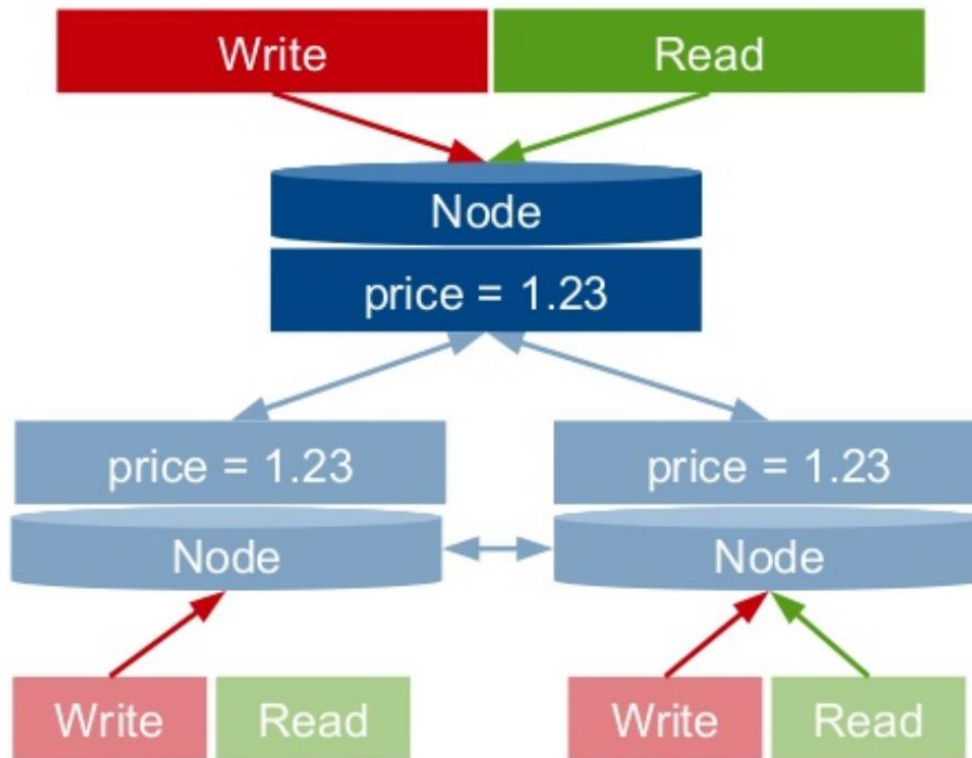 Write Read
Node
price = 1.23
price = 1.23 price = 1.23
Node Node
Write Read Write Read